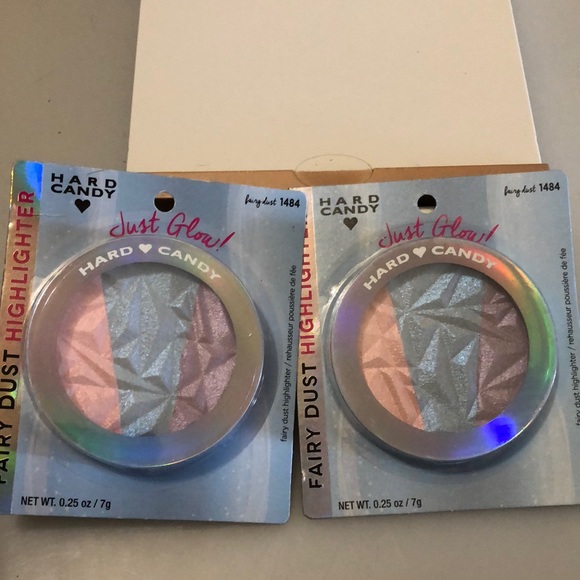 HARD
CANDY
fairy dust 1484
Just Glow!
HARD CANDY
FAIRY DUST HIGHLIGHTER
fairy dust highlighter / rehausseur poussière de fée
NET WT. 0.25 oz / 7g
HARD
CANDY
fairy dust 1484
Just Glow!
HARD CANDY
FAIRY DUST HIGHLIGHTER
fairy dust highlighter / rehausseur poussière de fée
NET WT. 0.25 oz / 7g